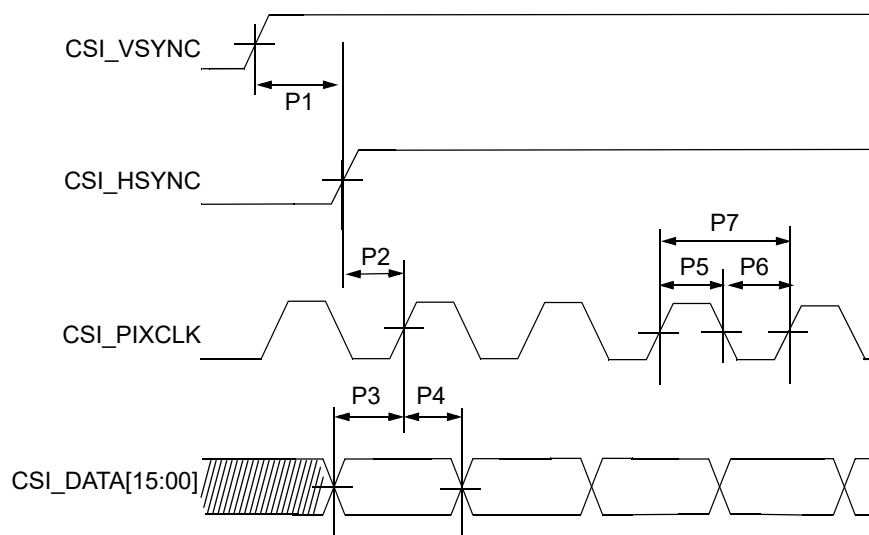 CSI_VSYNC
P1
CSI_HSYNC
P7
P2
P5
P6
CSI_PIXCLK
P3
P4
CSI_DATA[15:00]